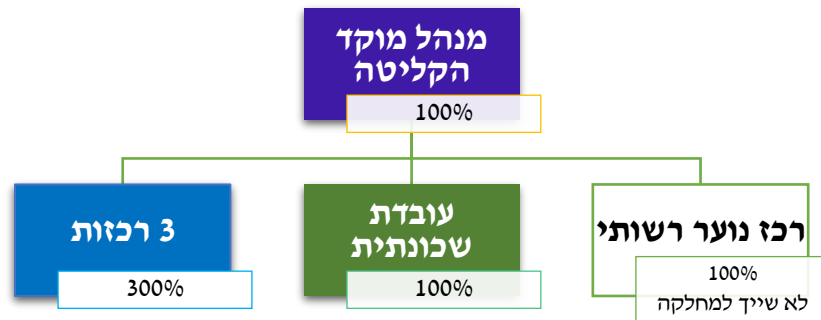 מנהל מוקד
הקליטה
100%
רכז נוער רשותי
100%
לא שייך למחלקה
עובדת
שכונתית
100%
3 רכזות
300%